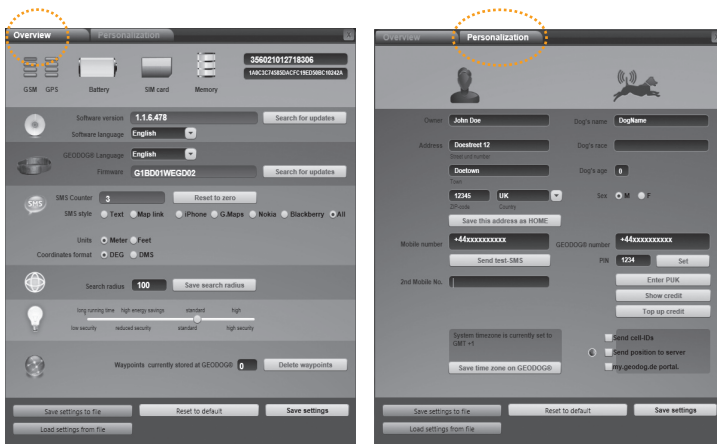 Overview Personalization
X
356021012718306
1A0C3C74585DACFC19ED50BC10242A
GSM GPS Battery SIM card Memory
Software version 1.1.6.478 Search for updates
Software language English
GEODOG® Language English
Firmware G1BD01WEGD02 Search for updates
SMS
SMS Counter 3 Reset to zero
SMS style Text Map link iPhone G.Maps Nokia Blackberry All
Units Meter Feet
Coordinates format DEG DMS
Search radius 100 Save search radius
long running time high energy savings standard high
low security reduced security standard high security
Waypoints currently stored at GEODOG® 0 Delete waypoints
Save settings to file Reset to default Save settings
Load settings from file
Overview Personalization
Owner John Doe Dog's name DogName
Address Doestreet 12 Dog's race
Street und number
Doetown Dog's age 0
Town
12345 UK Sex M F
ZIP-code Country
Save this address as HOME
Mobile number +44xxxxxxxxxx GEODOG® number +44xxxxxxxxxx
Send test-SMS PIN 1234 Set
2nd Mobile No. Enter PUK
Show credit
Top up credit
System timezone is currently set to
GMT +1
Send cell-IDs
Send position to server
Save time zone on GEODOG® my.geodog.de portal.
Save settings to file Reset to default Save settings
Load settings from file